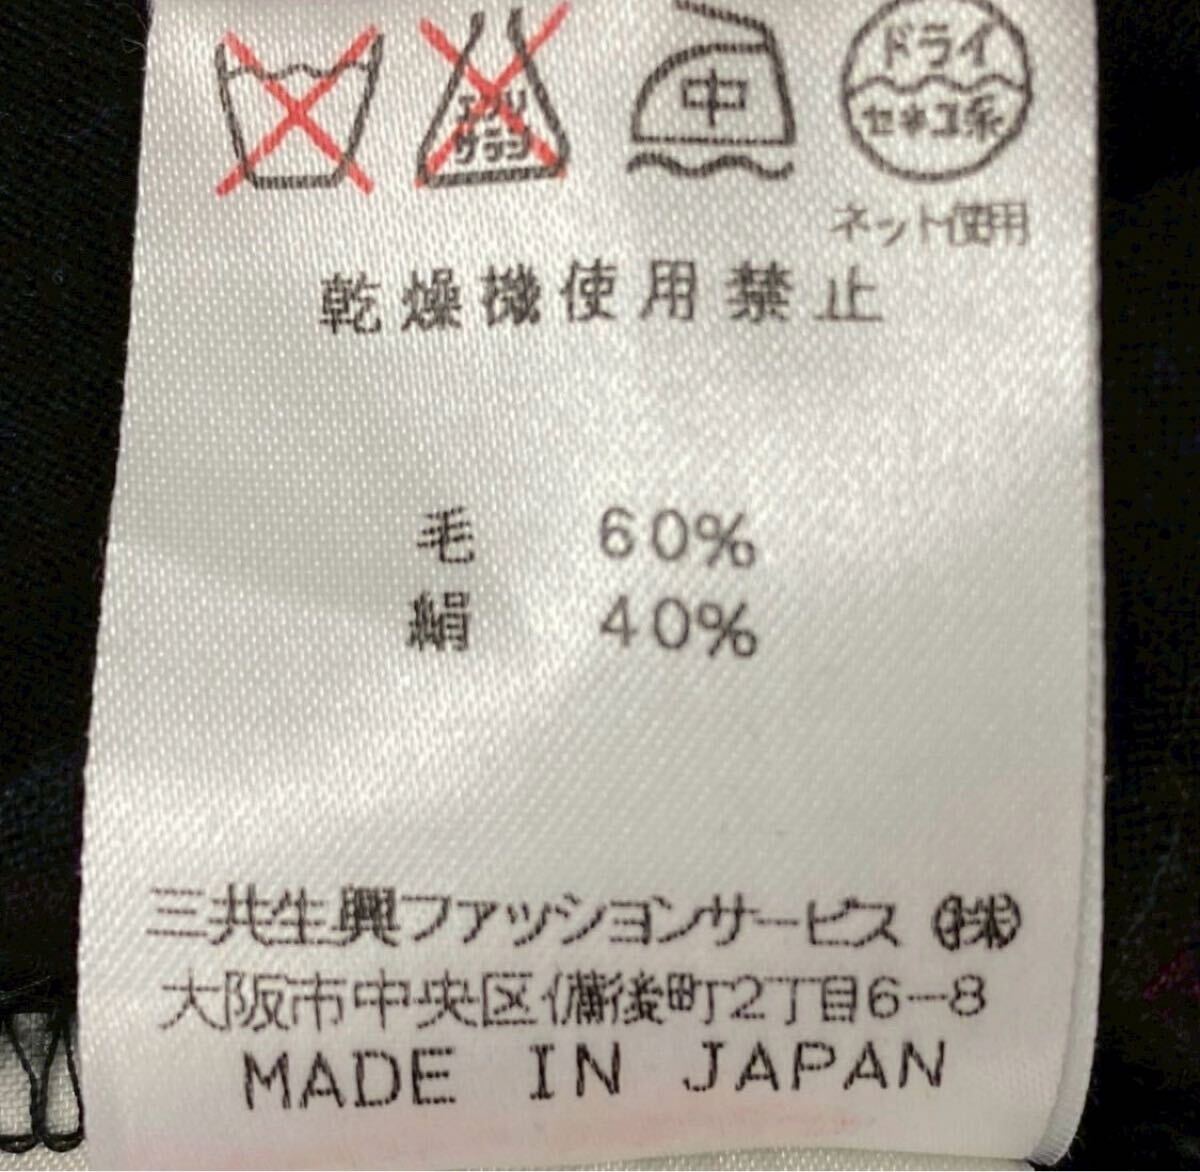 エンソ サラシ 中 ドライ セキユ系
ネット使用
乾燥機使用禁止
毛 60%
絹 40%
三共生興ファッションサービス(株)
大阪市中央区備後町2丁目6-8
MADE IN JAPAN